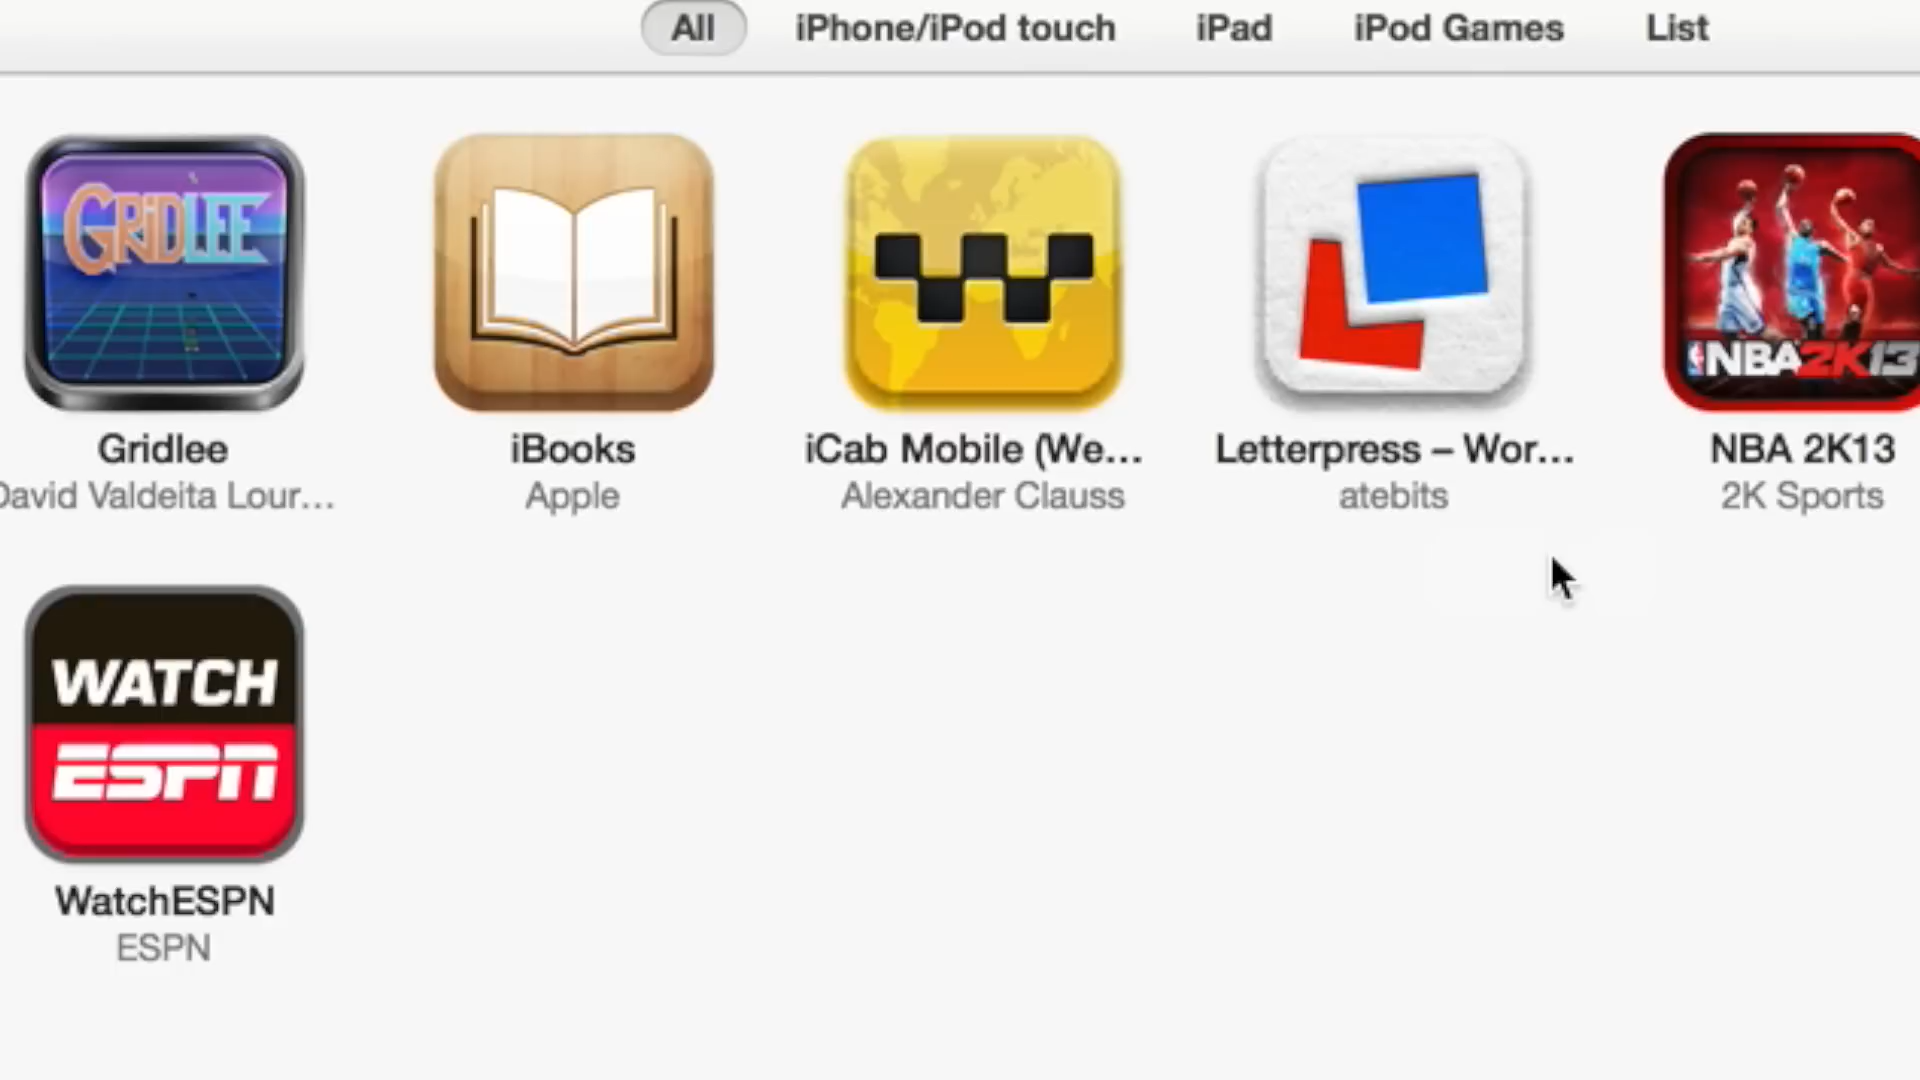 All iPhone/iPod touch iPad iPod Games List
GRIDLEE
W
NBA2K13
Gridlee iBooks iCab Mobile (We... Letterpress – Wor... NBA 2K13
David Valdeita Lour... Apple Alexander Clauss atebits 2K Sports
WATCH
ESPN
WatchESPN
ESPN